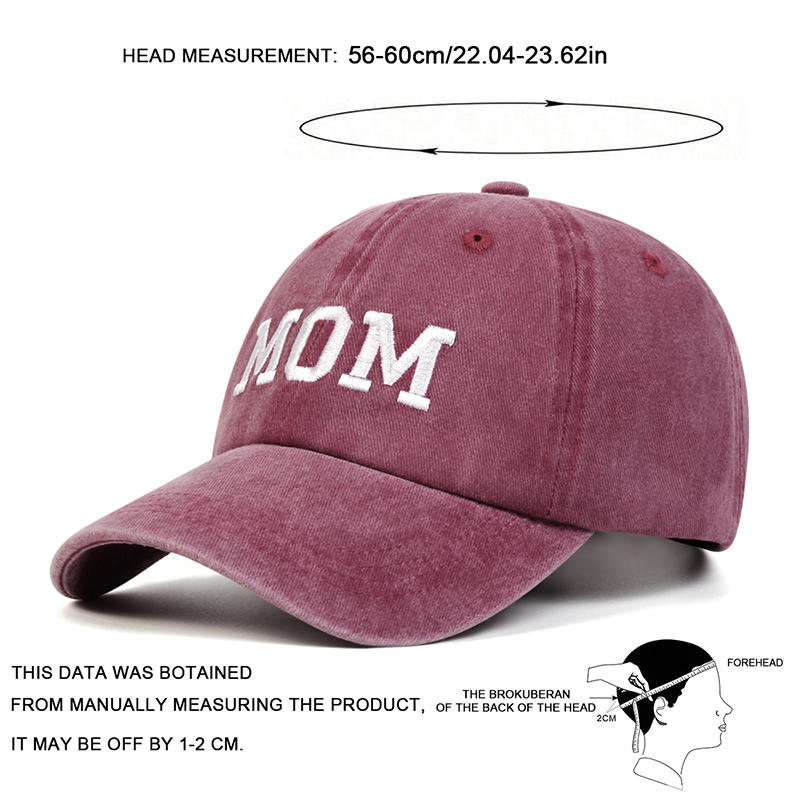 HEAD MEASUREMENT: 56-60cm/22.04-23.62in
MOM
THIS DATA WAS BOTAINED
FROM MANUALLY MEASURING THE PRODUCT,
IT MAY BE OFF BY 1-2 CM.
FOREHEAD
THE BROKUBERAN
OF THE BACK OF THE HEAD
2CM